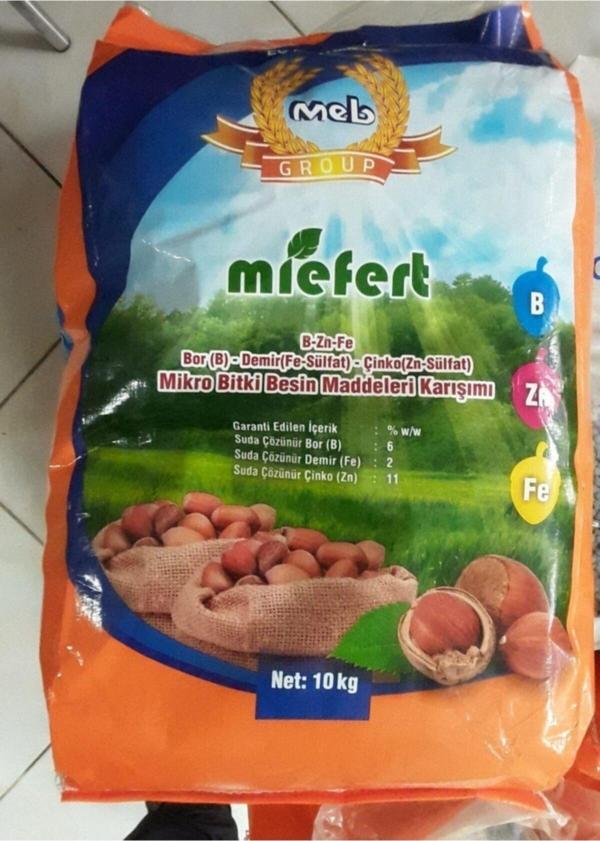 meb
GROUP
miefert
B-Zn-Fe
Bor (B) - Demir(Fe-Sülfat) - Çinko(Zn-Sülfat)
Mikro Bitki Besin Maddeleri Karışımı
Garanti Edilen İçerik : % w/w
Suda Çözünür Bor (B) : 6
Suda Çözünür Demir (Fe) : 2
Suda Çözünür Çinko (Zn) : 11
B
Zn
Fe
Net: 10 kg